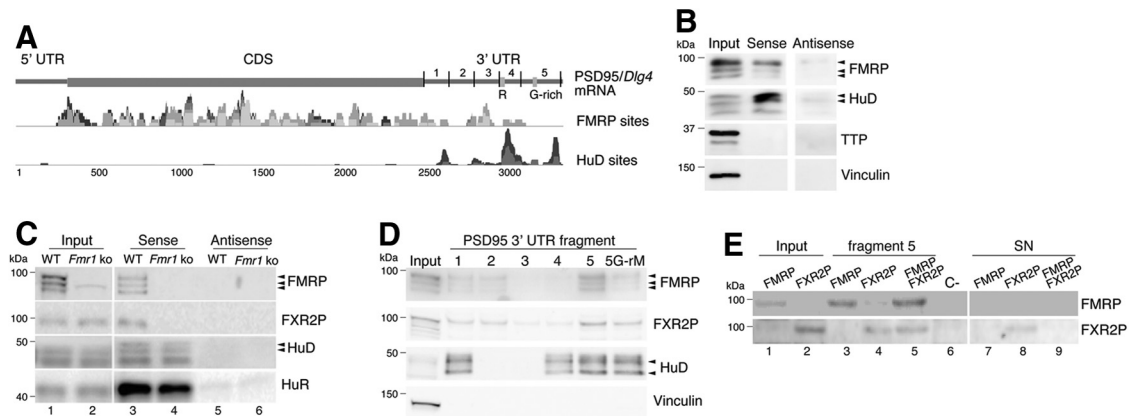 A
5' UTR CDS 3' UTR
1 2 3 4 5
PSD95/Dlg4
mRNA
R G-rich
FMRP sites
HuD sites
1 500 1000 1500 2000 2500 3000
B
kDa Input Sense Antisense
100 FMRP
50 HuD
37 TTP
150 Vinculin
C
Input Sense Antisense
kDa WT Fmr1 ko WT Fmr1 ko WT Fmr1 ko
100 FMRP
100 FXR2P
50 HuD
40 HuR
1 2 3 4 5 6
D
PSD95 3' UTR fragment
kDa Input 1 2 3 4 5 5G-rM
100 FMRP
100 FXR2P
50 HuD
150 Vinculin
E
Input fragment 5 SN
kDa FMRP FXR2P FMRP FXR2P FMRP FXR2P C- FMRP FXR2P FMRP FXR2P
100 FMRP
100 FXR2P
1 2 3 4 5 6 7 8 9